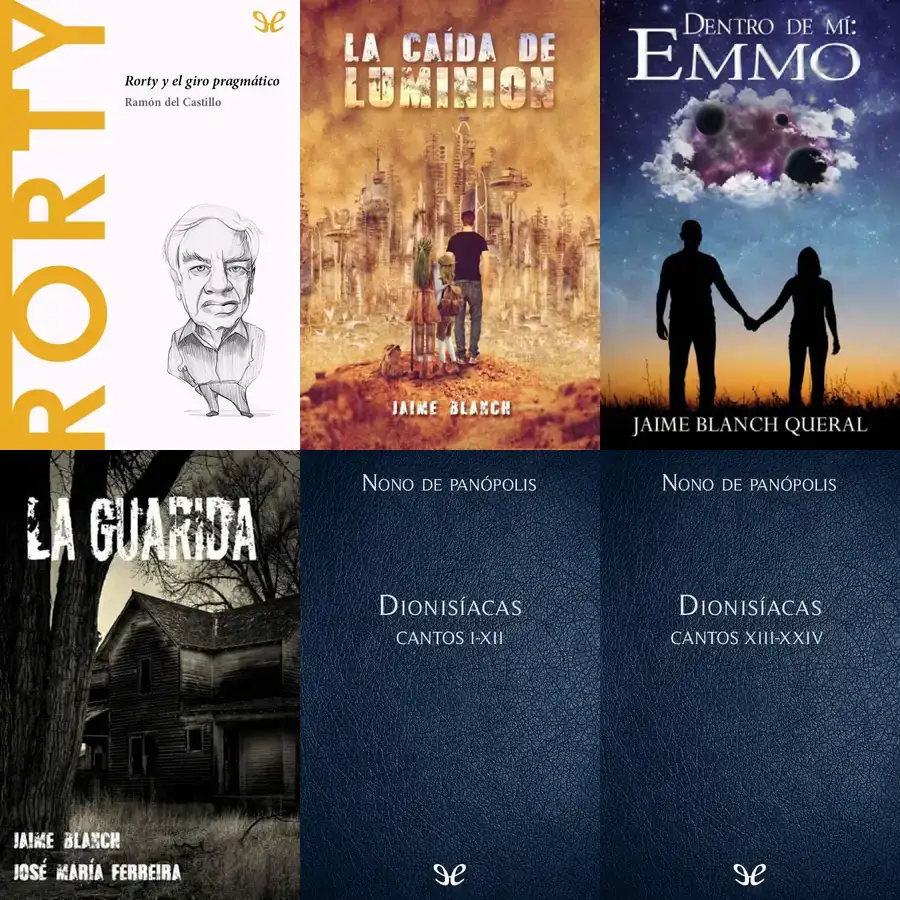 RORTY
Rorty y el giro pragmático
Ramón del Castillo
LA CAÍDA DE
LUMINION
JAIME BLANCH
DENTRO DE MÍ:
EMMO
JAIME BLANCH QUERAL
LA GUARIDA
JAIME BLANCH
JOSÉ MARÍA FERREIRA
NONO DE PANÓPOLIS
DIONISÍACAS
CANTOS I-XII
NONO DE PANÓPOLIS
DIONISÍACAS
CANTOS XIII-XXIV